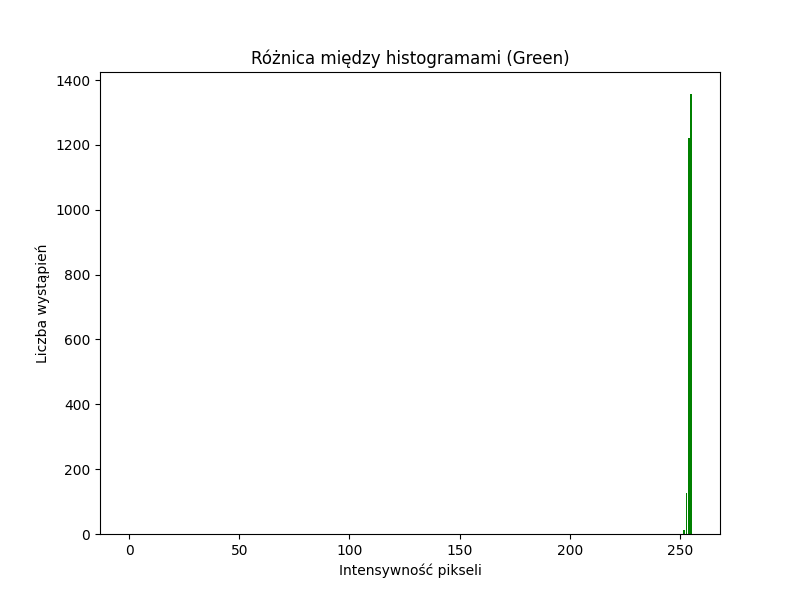 Różnica między histogramami (Green)
1400
1200
1000
800
600
400
200
0
Liczba wystąpień
0 50 100 150 200 250
Intensywność pikseli